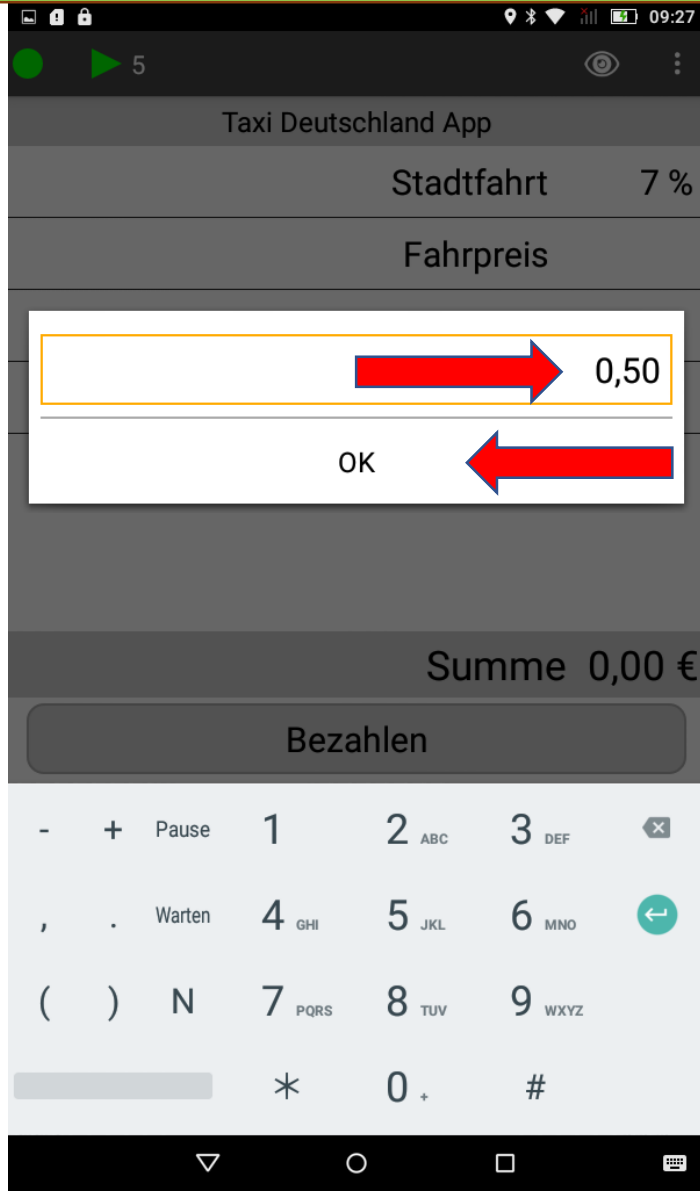 09:27
5
Taxi Deutschland App
Stadtfahrt 7 %
Fahrpreis
0,50
OK
Summe 0,00 €
Bezahlen
- + Pause 1 2 ABC 3 DEF
, . Warten 4 GHI 5 JKL 6 MNO
( ) N 7 PQRS 8 TUV 9 WXYZ
* 0 + #